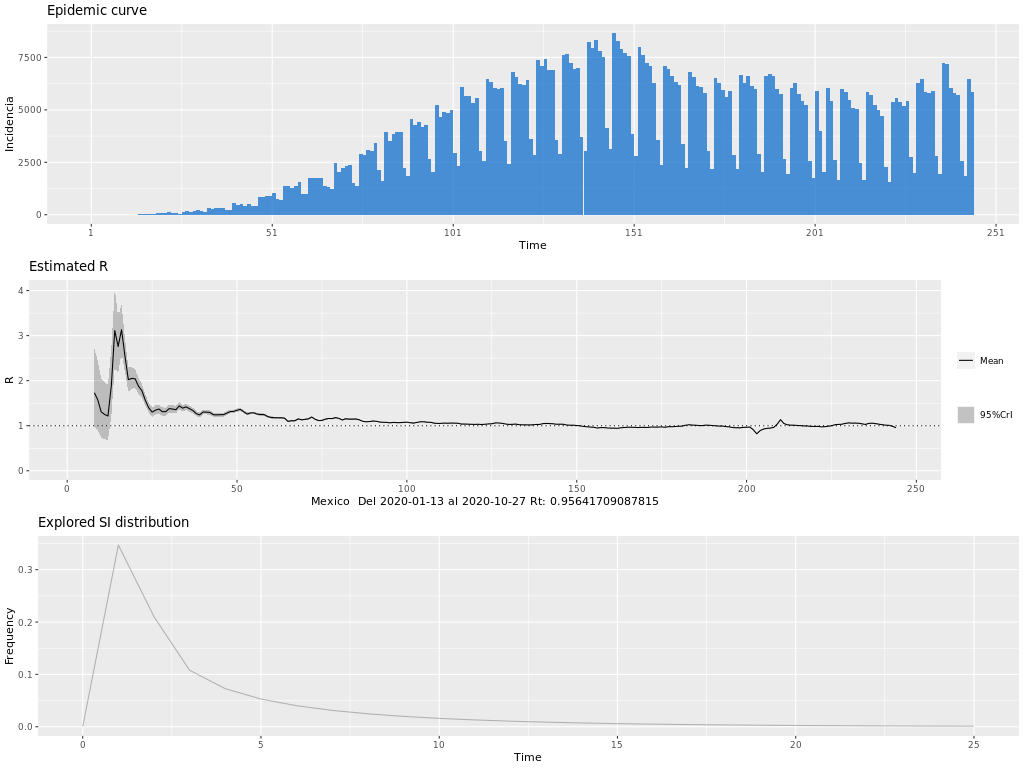 Epidemic curve
7500
5000
2500
0
Incidencia
1 51 101 151 201 251
Time
Estimated R
4
3
2
1
0
R
Mean
95%CrI
0 50 100 150 200 250
Mexico Del 2020-01-13 al 2020-10-27 Rt: 0.95641709087815
Explored SI distribution
0.3
0.2
0.1
0.0
Frequency
0 5 10 15 20 25
Time